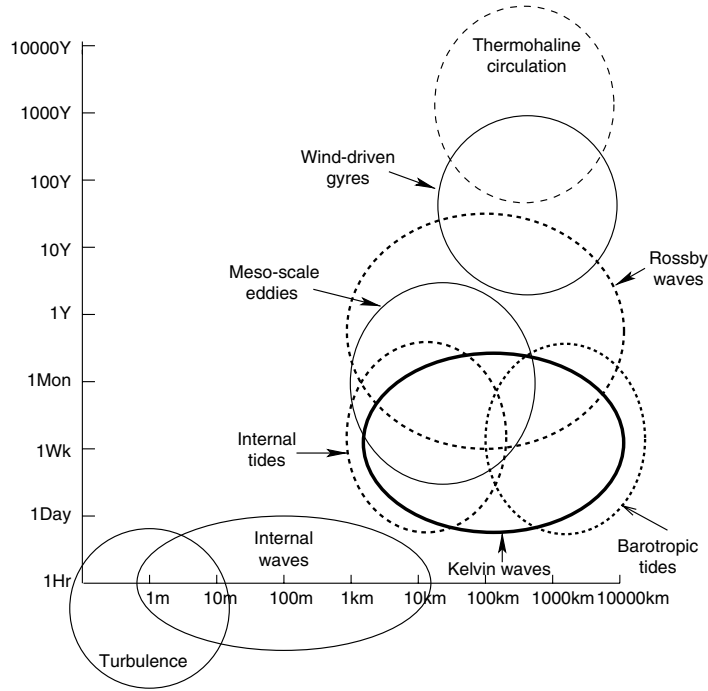 10000Y
Thermohaline
circulation
1000Y
Wind-driven
gyres
100Y
10Y
Rossby
waves
Meso-scale
eddies
1Y
1Mon
Internal
tides
1Wk
1Day
Internal
waves
Barotropic
tides
Kelvin waves
1Hr
1m 10m 100m 1km 10km 100km 1000km 10000km
Turbulence